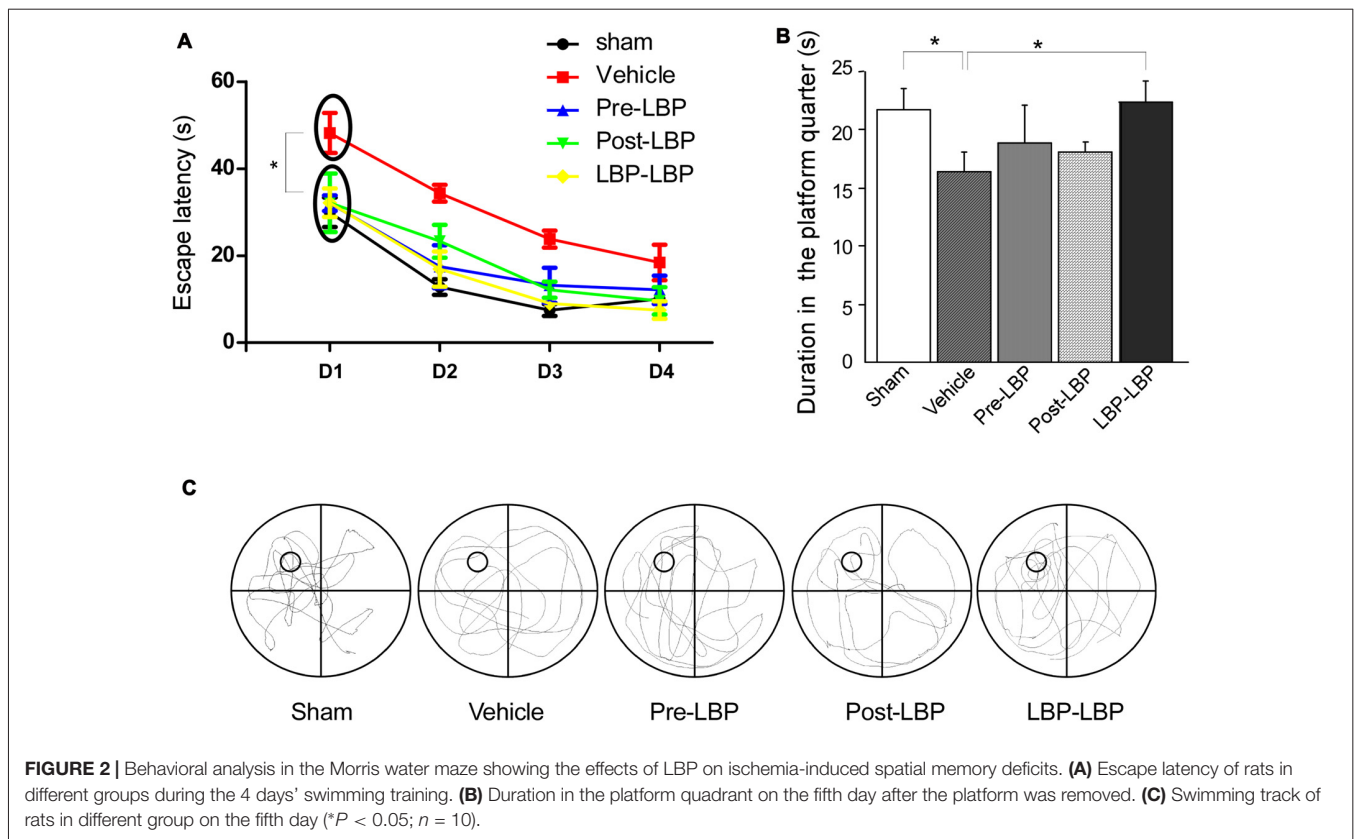 A
sham
Vehicle
Pre-LBP
Post-LBP
LBP-LBP
Escape latency (s)
60
40
20
0
*
D1 D2 D3 D4
B
Duration in the platform quarter (s)
* *
25
20
15
10
5
0
Sham Vehicle Pre-LBP Post-LBP LBP-LBP
C
Sham Vehicle Pre-LBP Post-LBP LBP-LBP
FIGURE 2 | Behavioral analysis in the Morris water maze showing the effects of LBP on ischemia-induced spatial memory deficits. (A) Escape latency of rats in
different groups during the 4 days' swimming training. (B) Duration in the platform quadrant on the fifth day after the platform was removed. (C) Swimming track of
rats in different group on the fifth day (*P < 0.05; n = 10).